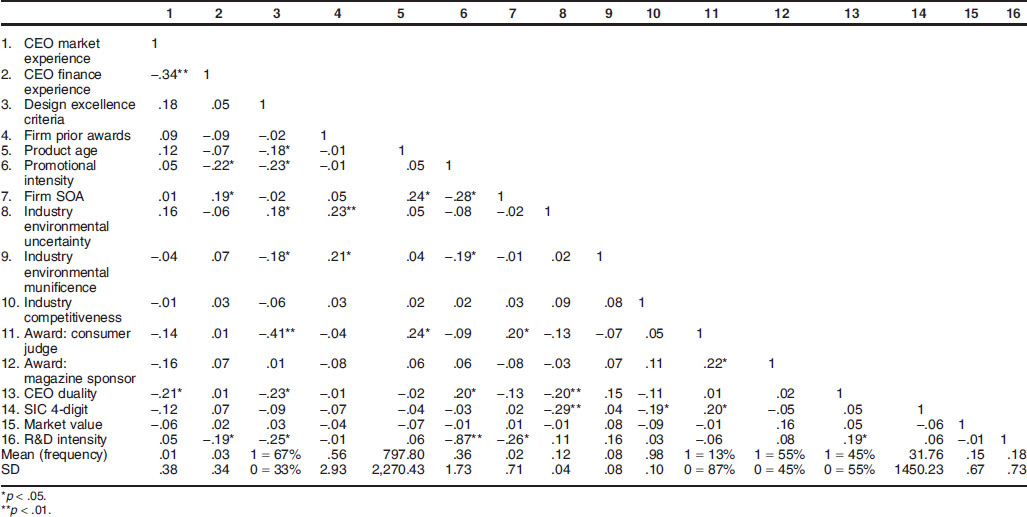 1 2 3 4 5 6 7 8 9 10 11 12 13 14 15 16
1. CEO market experience 1
2. CEO finance experience –.34** 1
3. Design excellence criteria .18 .05 1
4. Firm prior awards .09 –.09 –.02 1
5. Product age .12 –.07 –.18* –.01 1
6. Promotional intensity .05 –.22* –.23* –.01 .05 1
7. Firm SOA .01 .19* –.02 .05 .24* –.28* 1
8. Industry environmental uncertainty .16 –.06 .18* .23** .05 –.08 –.02 1
9. Industry environmental munificence –.04 .07 –.18* .21* .04 –.19* –.01 .02 1
10. Industry competitiveness –.01 .03 –.06 .03 .02 .02 .03 .09 .08 1
11. Award: consumer judge –.14 .01 –.41** –.04 .24* –.09 .20* –.13 –.07 .05 1
12. Award: magazine sponsor –.16 .07 .01 –.08 .06 .06 –.08 –.03 .07 .11 .22* 1
13. CEO duality –.21* .01 –.23* –.01 –.02 .20* –.13 –.20** .15 –.11 .01 .02 1
14. SIC 4-digit –.12 .07 –.09 –.07 –.04 –.03 .02 –.29** .04 –.19* .20* –.05 .05 1
15. Market value –.06 .02 .03 –.04 –.07 –.01 .01 –.01 .08 –.09 –.01 .16 .05 –.06 1
16. R&D intensity .05 –.19* –.25* –.01 .06 –.87** –.26* .11 .16 .03 –.06 .08 .19* .06 –.01 1
Mean (frequency) .01 .03 1 = 67% .56 797.80 .36 .02 .12 .08 .98 1 = 13% 1 = 55% 1 = 45% 31.76 .15 .18
SD .38 .34 0 = 33% 2.93 2,270.43 1.73 .71 .04 .08 .10 0 = 87% 0 = 45% 0 = 55% 1450.23 .67 .73
*p < .05.
**p < .01.